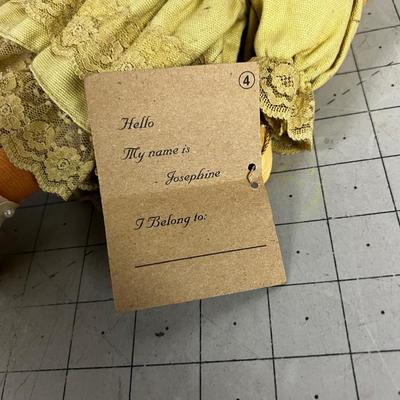 ④
Hello
My name is
Josephine
I Belong to: